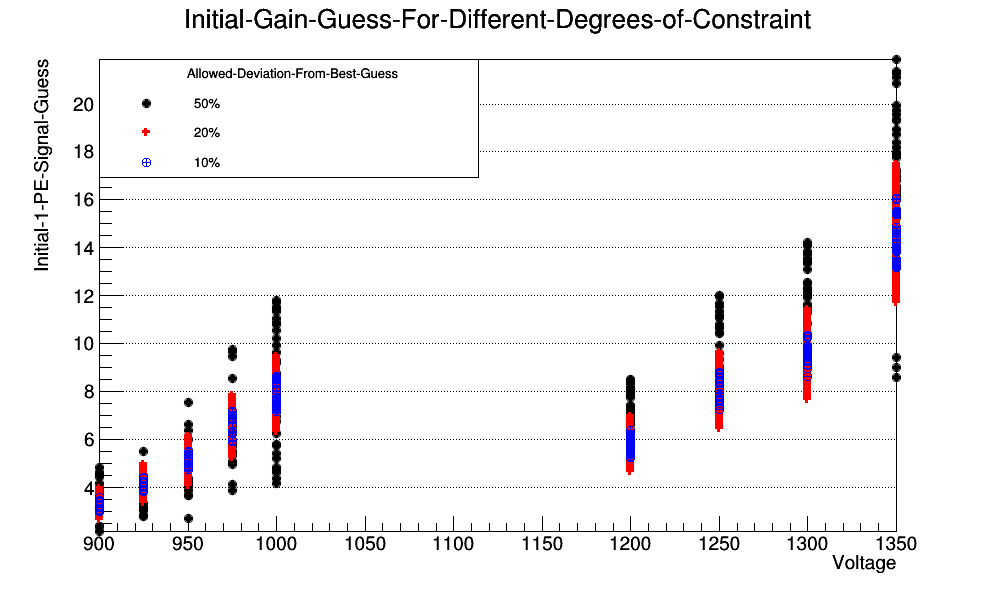 Initial-Gain-Guess-For-Different-Degrees-of-Constraint
Initial-1-PE-Signal-Guess
Allowed-Deviation-From-Best-Guess
50%
20%
10%
20
18
16
14
12
10
8
6
4
900 950 1000 1050 1100 1150 1200 1250 1300 1350
Voltage